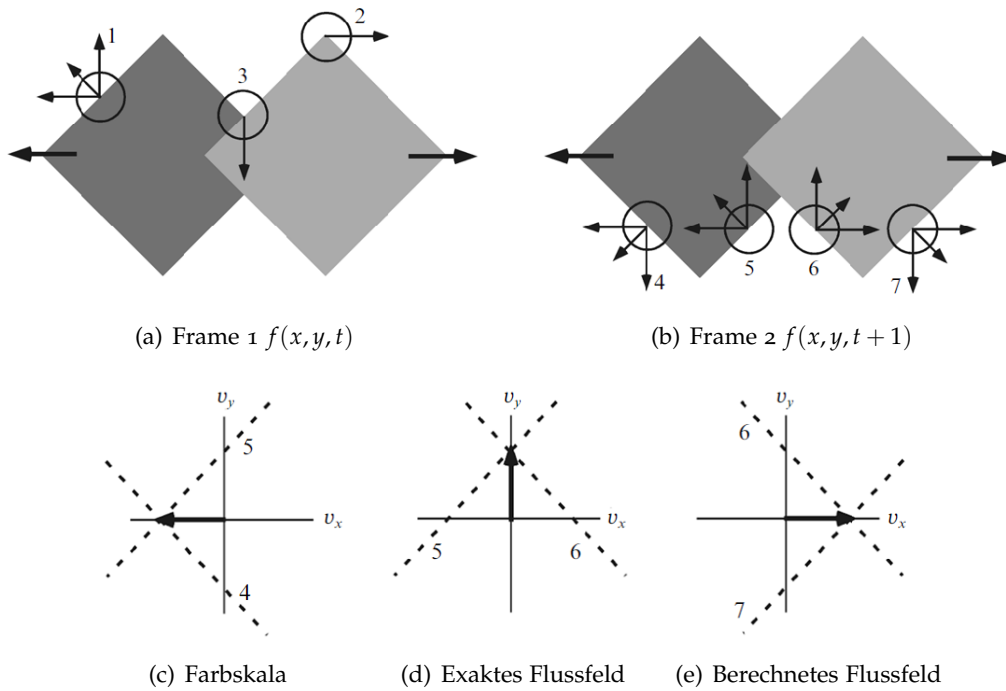 1
2
3
4
5
6
7
(a) Frame 1 f(x, y, t)
(b) Frame 2 f(x, y, t + 1)
v_y
5
v_x
4
v_y
v_x
5
6
v_y
6
v_x
7
(c) Farbskala
(d) Exaktes Flussfeld
(e) Berechnetes Flussfeld